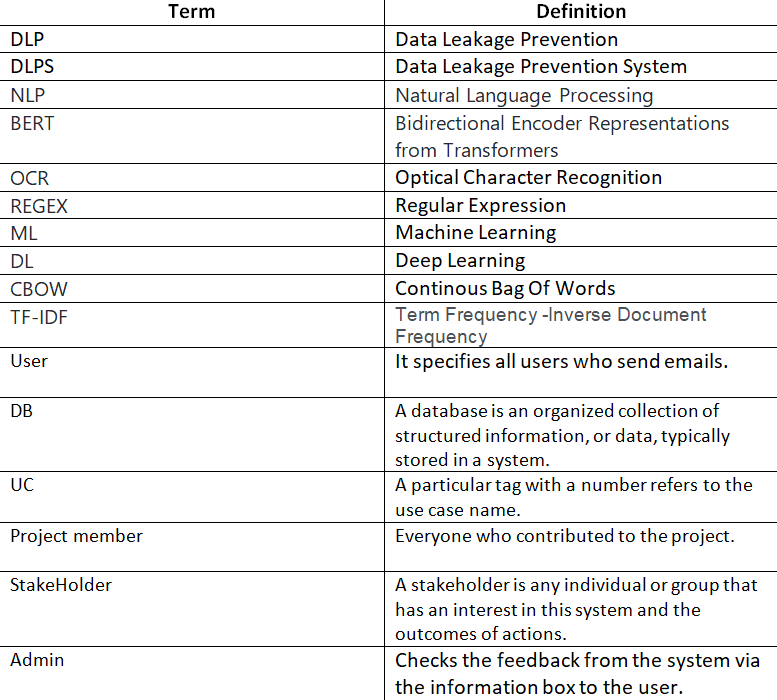 Term Definition
DLP Data Leakage Prevention
DLPS Data Leakage Prevention System
NLP Natural Language Processing
BERT Bidirectional Encoder Representations
from Transformers
OCR Optical Character Recognition
REGEX Regular Expression
ML Machine Learning
DL Deep Learning
CBOW Continous Bag Of Words
TF-IDF Term Frequency -Inverse Document
Frequency
User It specifies all users who send emails.
DB A database is an organized collection of
structured information, or data, typically
stored in a system.
UC A particular tag with a number refers to the
use case name.
Project member Everyone who contributed to the project.
StakeHolder A stakeholder is any individual or group that
has an interest in this system and the
outcomes of actions.
Admin Checks the feedback from the system via
the information box to the user.